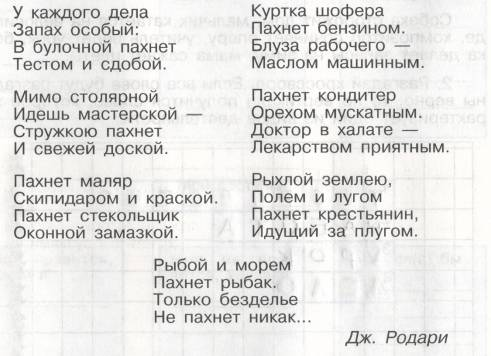 У каждого дела
Запах особый:
В булочной пахнет
Тестом и сдобой.
Мимо столярной
Идешь мастерской —
Стружкою пахнет
И свежей доской.
Пахнет маляр
Скипидаром и краской.
Пахнет стекольщик
Оконной замазкой.
Куртка шофера
Пахнет бензином.
Блуза рабочего —
Маслом машинным.
Пахнет кондитер
Орехом мускатным.
Доктор в халате —
Лекарством приятным.
Рыхлой землею,
Полем и лугом
Пахнет крестьянин,
Идущий за плугом.
Рыбой и морем
Пахнет рыбак.
Только безделье
Не пахнет никак...
Дж. Родари